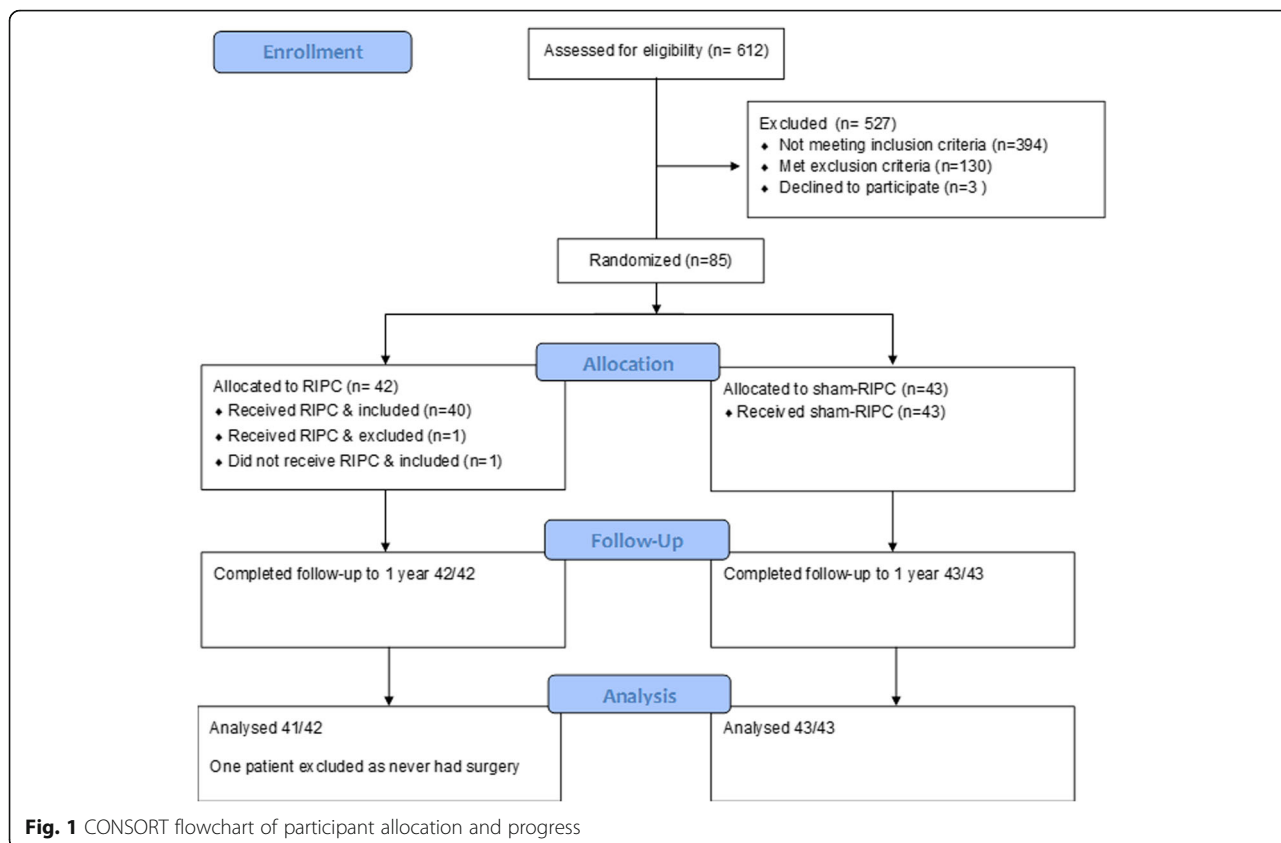 Enrollment
Assessed for eligibility (n= 612)
Excluded (n= 527)
♦ Not meeting inclusion criteria (n=394)
♦ Met exclusion criteria (n=130)
♦ Declined to participate (n=3 )
Randomized (n=85)
Allocation
Allocated to RIPC (n= 42)
♦ Received RIPC & included (n=40)
♦ Received RIPC & excluded (n=1)
♦ Did not receive RIPC & included (n=1)
Allocated to sham-RIPC (n=43)
♦ Received sham-RIPC (n=43)
Follow-Up
Completed follow-up to 1 year 42/42
Completed follow-up to 1 year 43/43
Analysis
Analysed 41/42
One patient excluded as never had surgery
Analysed 43/43
Fig. 1 CONSORT flowchart of participant allocation and progress